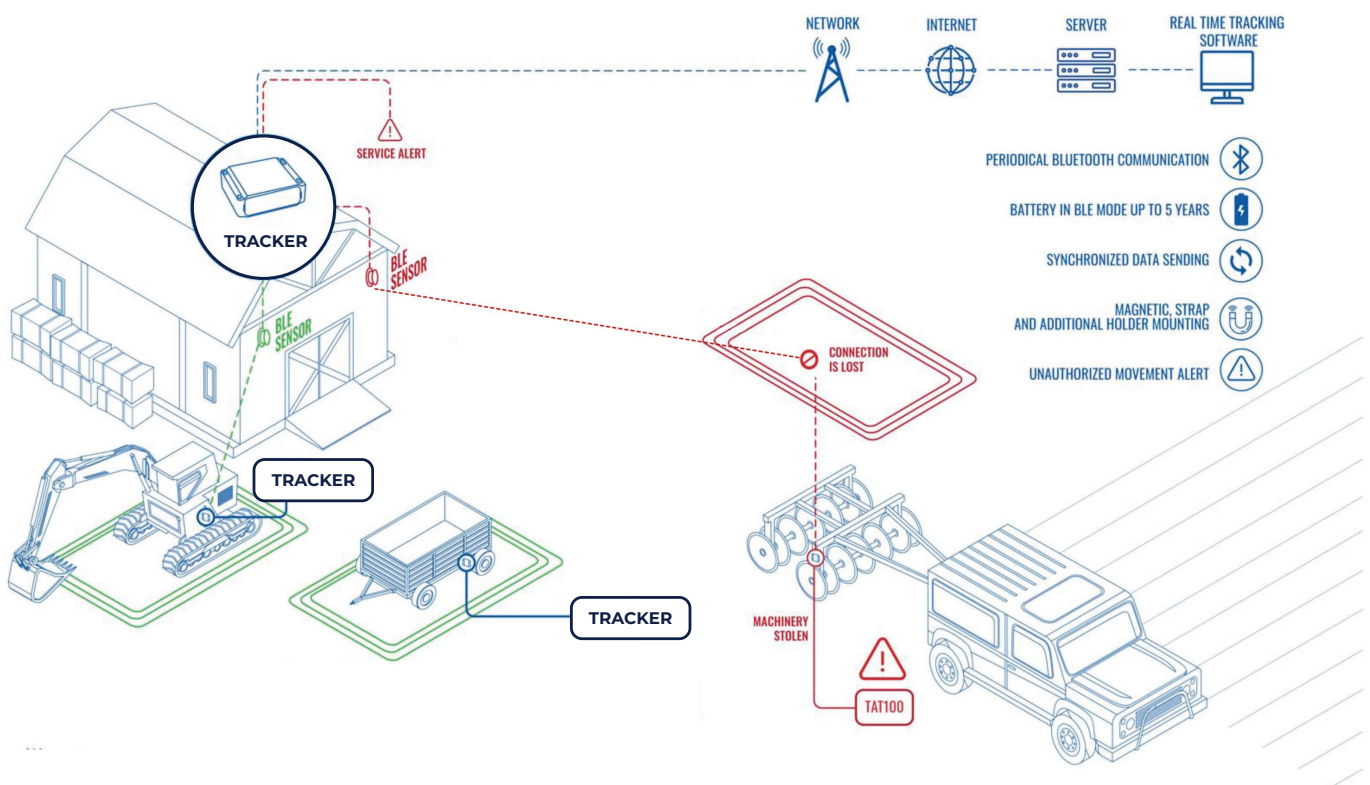 NETWORK
INTERNET
SERVER
REAL TIME TRACKING
SOFTWARE
SERVICE ALERT
PERIODICAL BLUETOOTH COMMUNICATION
BATTERY IN BLE MODE UP TO 5 YEARS
SYNCHRONIZED DATA SENDING
MAGNETIC, STRAP
AND ADDITIONAL HOLDER MOUNTING
UNAUTHORIZED MOVEMENT ALERT
TRACKER
BLE
SENSOR
BLE
SENSOR
CONNECTION
IS LOST
TRACKER
TRACKER
MACHINERY
STOLEN
TAT100